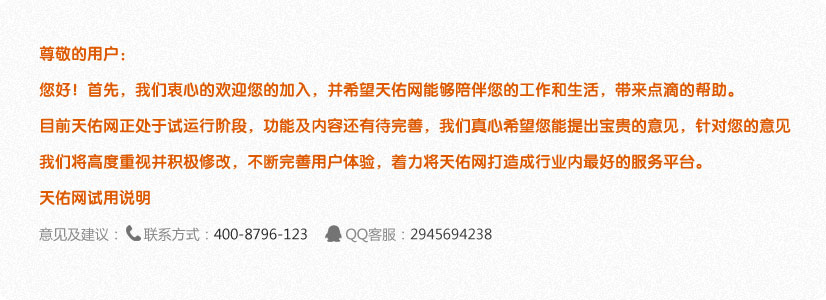 尊敬的用户：
您好！首先，我们衷心的欢迎您的加入，并希望天佑网能够陪伴您的工作和生活，带来点滴的帮助。
目前天佑网正处于试运行阶段，功能及内容还有待完善，我们真心希望您能提出宝贵的意见，针对您的意见
我们将高度重视并积极修改，不断完善用户体验，着力将天佑网打造成行业内最好的服务平台。
天佑网试用说明
意见及建议：联系方式：400-8796-123 QQ客服：2945694238